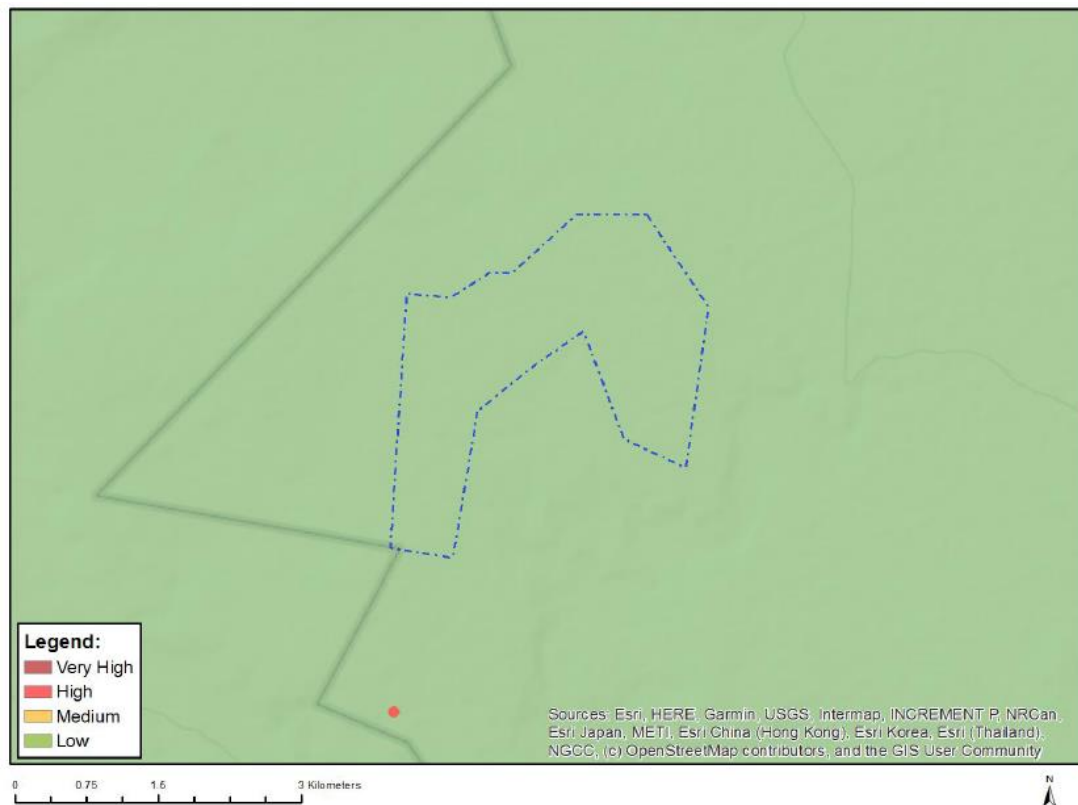 Legend:
Very High
High
Medium
Low
Sources: Esri, HERE, Garmin, USGS, Intermap, INCREMENT P, NRCan,
Esri Japan, METI, Esri China (Hong Kong), Esri Korea, Esri (Thailand),
NGCC, (c) OpenStreetMap contributors, and the GIS User Community
0 0.75 1.5 3 Kilometers
N